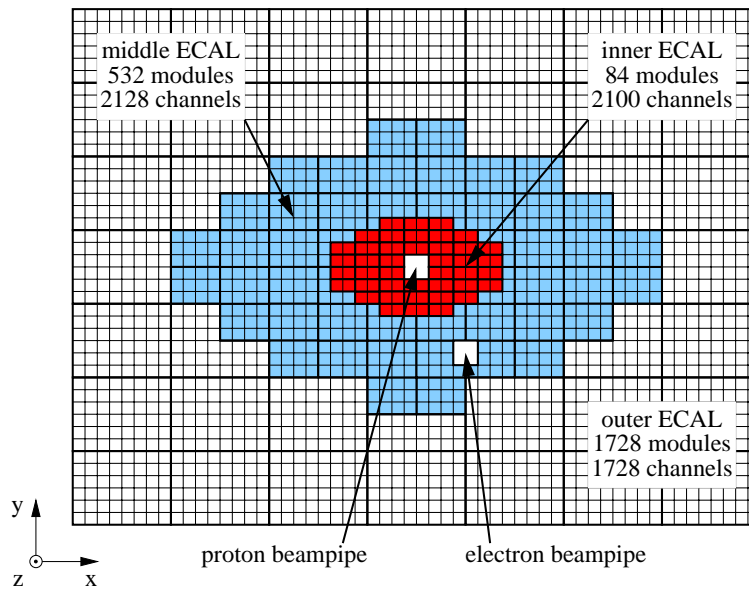 middle ECAL
532 modules
2128 channels
inner ECAL
84 modules
2100 channels
outer ECAL
1728 modules
1728 channels
y
z
x
proton beampipe
electron beampipe